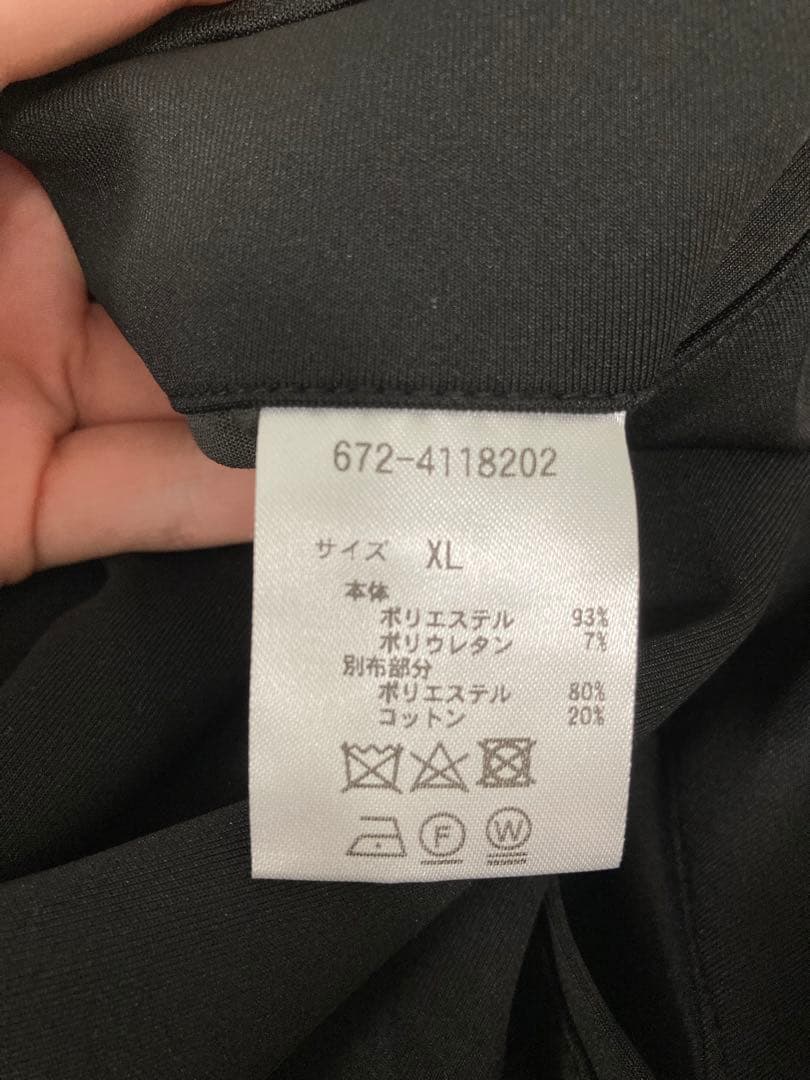 672-4118202
サイズ XL
本体
ポリエステル 93%
ポリウレタン 7%
別布部分
ポリエステル 80%
コットン 20%
F W